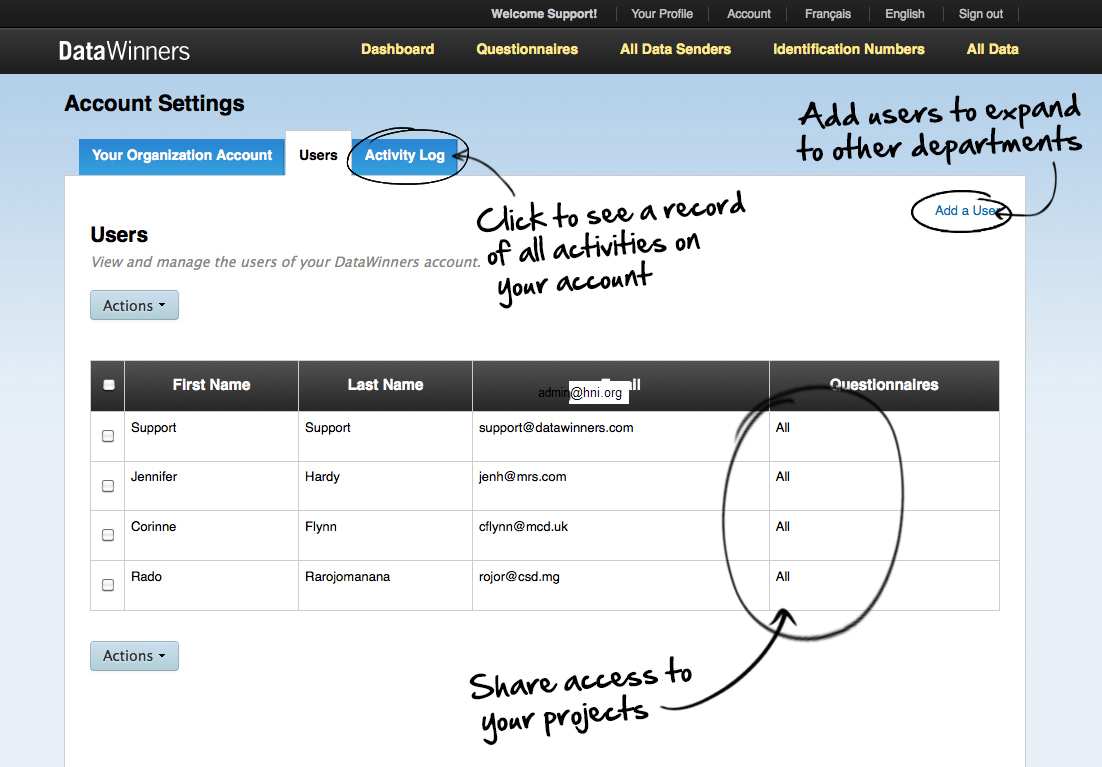 Welcome Support! Your Profile Account Français English Sign out
DataWinners Dashboard Questionnaires All Data Senders Identification Numbers All Data
Account Settings
Add users to expand
to other departments
Your Organization Account Users Activity Log
Click to see a record
of all activities on
your account
Add a User
Users
View and manage the users of your DataWinners account.
Actions
First Name Last Name Questionnaires
admin@hni.org
Support Support support@datawinners.com All
Jennifer Hardy jenh@mrs.com All
Corinne Flynn cflynn@mcd.uk All
Rado Rarojomanana rojor@csd.mg All
Actions
Share access to
your projects